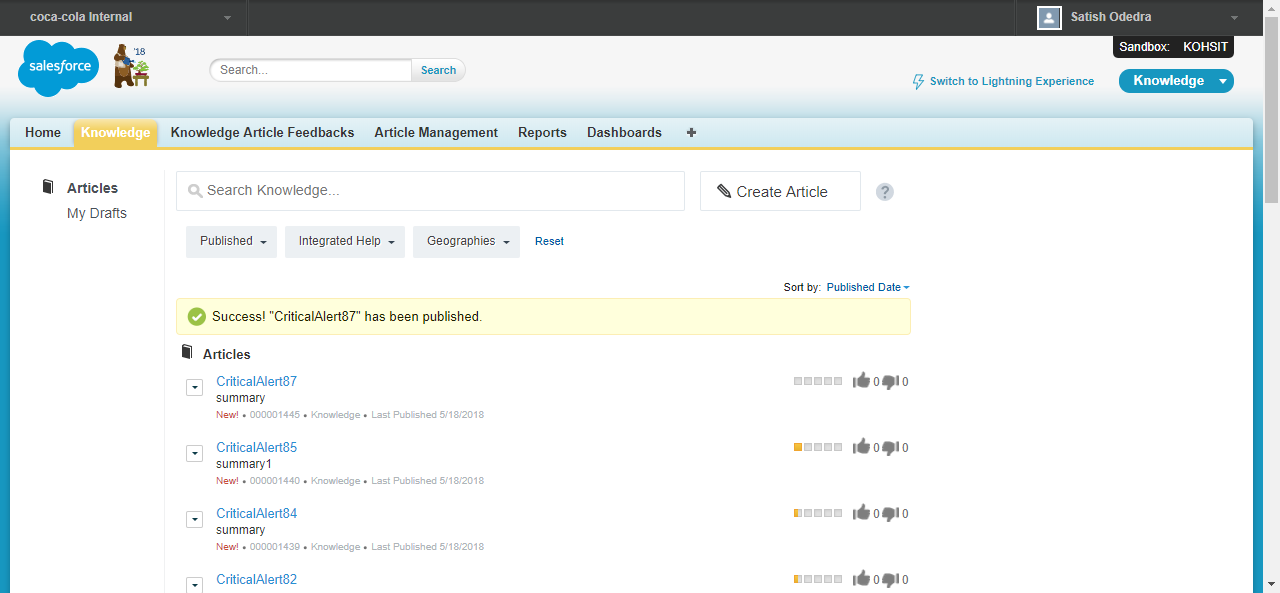 coca-cola Internal
Satish Odedra
Sandbox: KOHSIT
salesforce
'18
Search...
Search
Switch to Lightning Experience
Knowledge
Home
Knowledge
Knowledge Article Feedbacks
Article Management
Reports
Dashboards
+
Articles
My Drafts
Search Knowledge...
Create Article
?
Published
Integrated Help
Geographies
Reset
Sort by: Published Date
Success! "CriticalAlert87" has been published.
Articles
CriticalAlert87
0 0
summary
New! • 000001445 • Knowledge • Last Published 5/18/2018
CriticalAlert85
0 0
summary1
New! • 000001440 • Knowledge • Last Published 5/18/2018
CriticalAlert84
0 0
summary
New! • 000001439 • Knowledge • Last Published 5/18/2018
CriticalAlert82
0 0